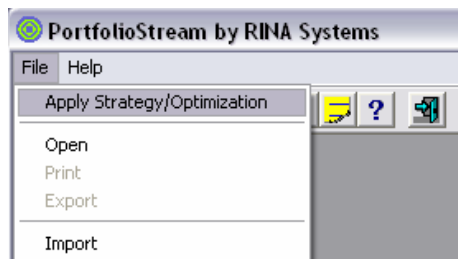 PortfolioStream by RINA Systems
File Help
Apply Strategy/Optimization
?
Open
Print
Export
Import